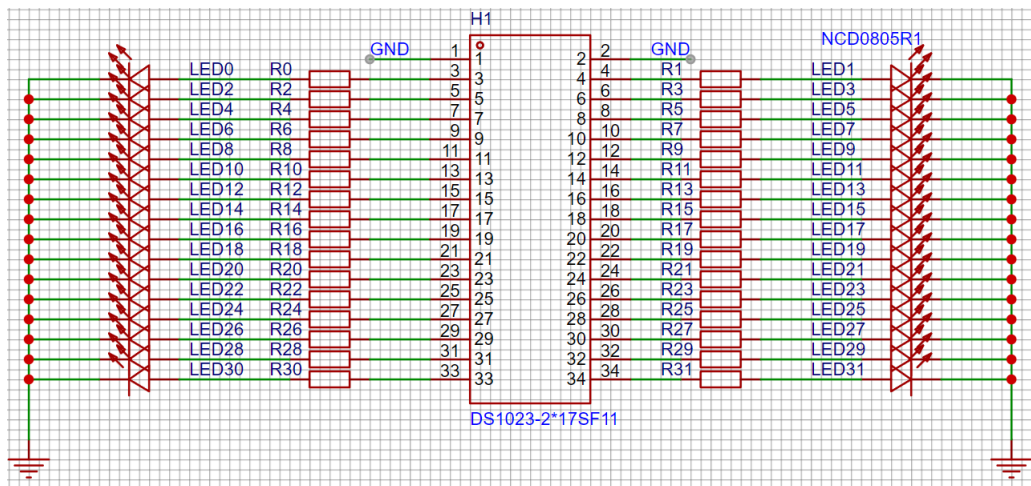 H1
NCD0805R1
GND 1 1 2 2 GND
LED0 R0 3 3 4 4 R1 LED1
LED2 R2 5 5 6 6 R3 LED3
LED4 R4 7 7 8 8 R5 LED5
LED6 R6 9 9 10 10 R7 LED7
LED8 R8 11 11 12 12 R9 LED9
LED10 R10 13 13 14 14 R11 LED11
LED12 R12 15 15 16 16 R13 LED13
LED14 R14 17 17 18 18 R15 LED15
LED16 R16 19 19 20 20 R17 LED17
LED18 R18 21 21 22 22 R19 LED19
LED20 R20 23 23 24 24 R21 LED21
LED22 R22 25 25 26 26 R23 LED23
LED24 R24 27 27 28 28 R25 LED25
LED26 R26 29 29 30 30 R27 LED27
LED28 R28 31 31 32 32 R29 LED29
LED30 R30 33 33 34 34 R31 LED31
DS1023-2*17SF11